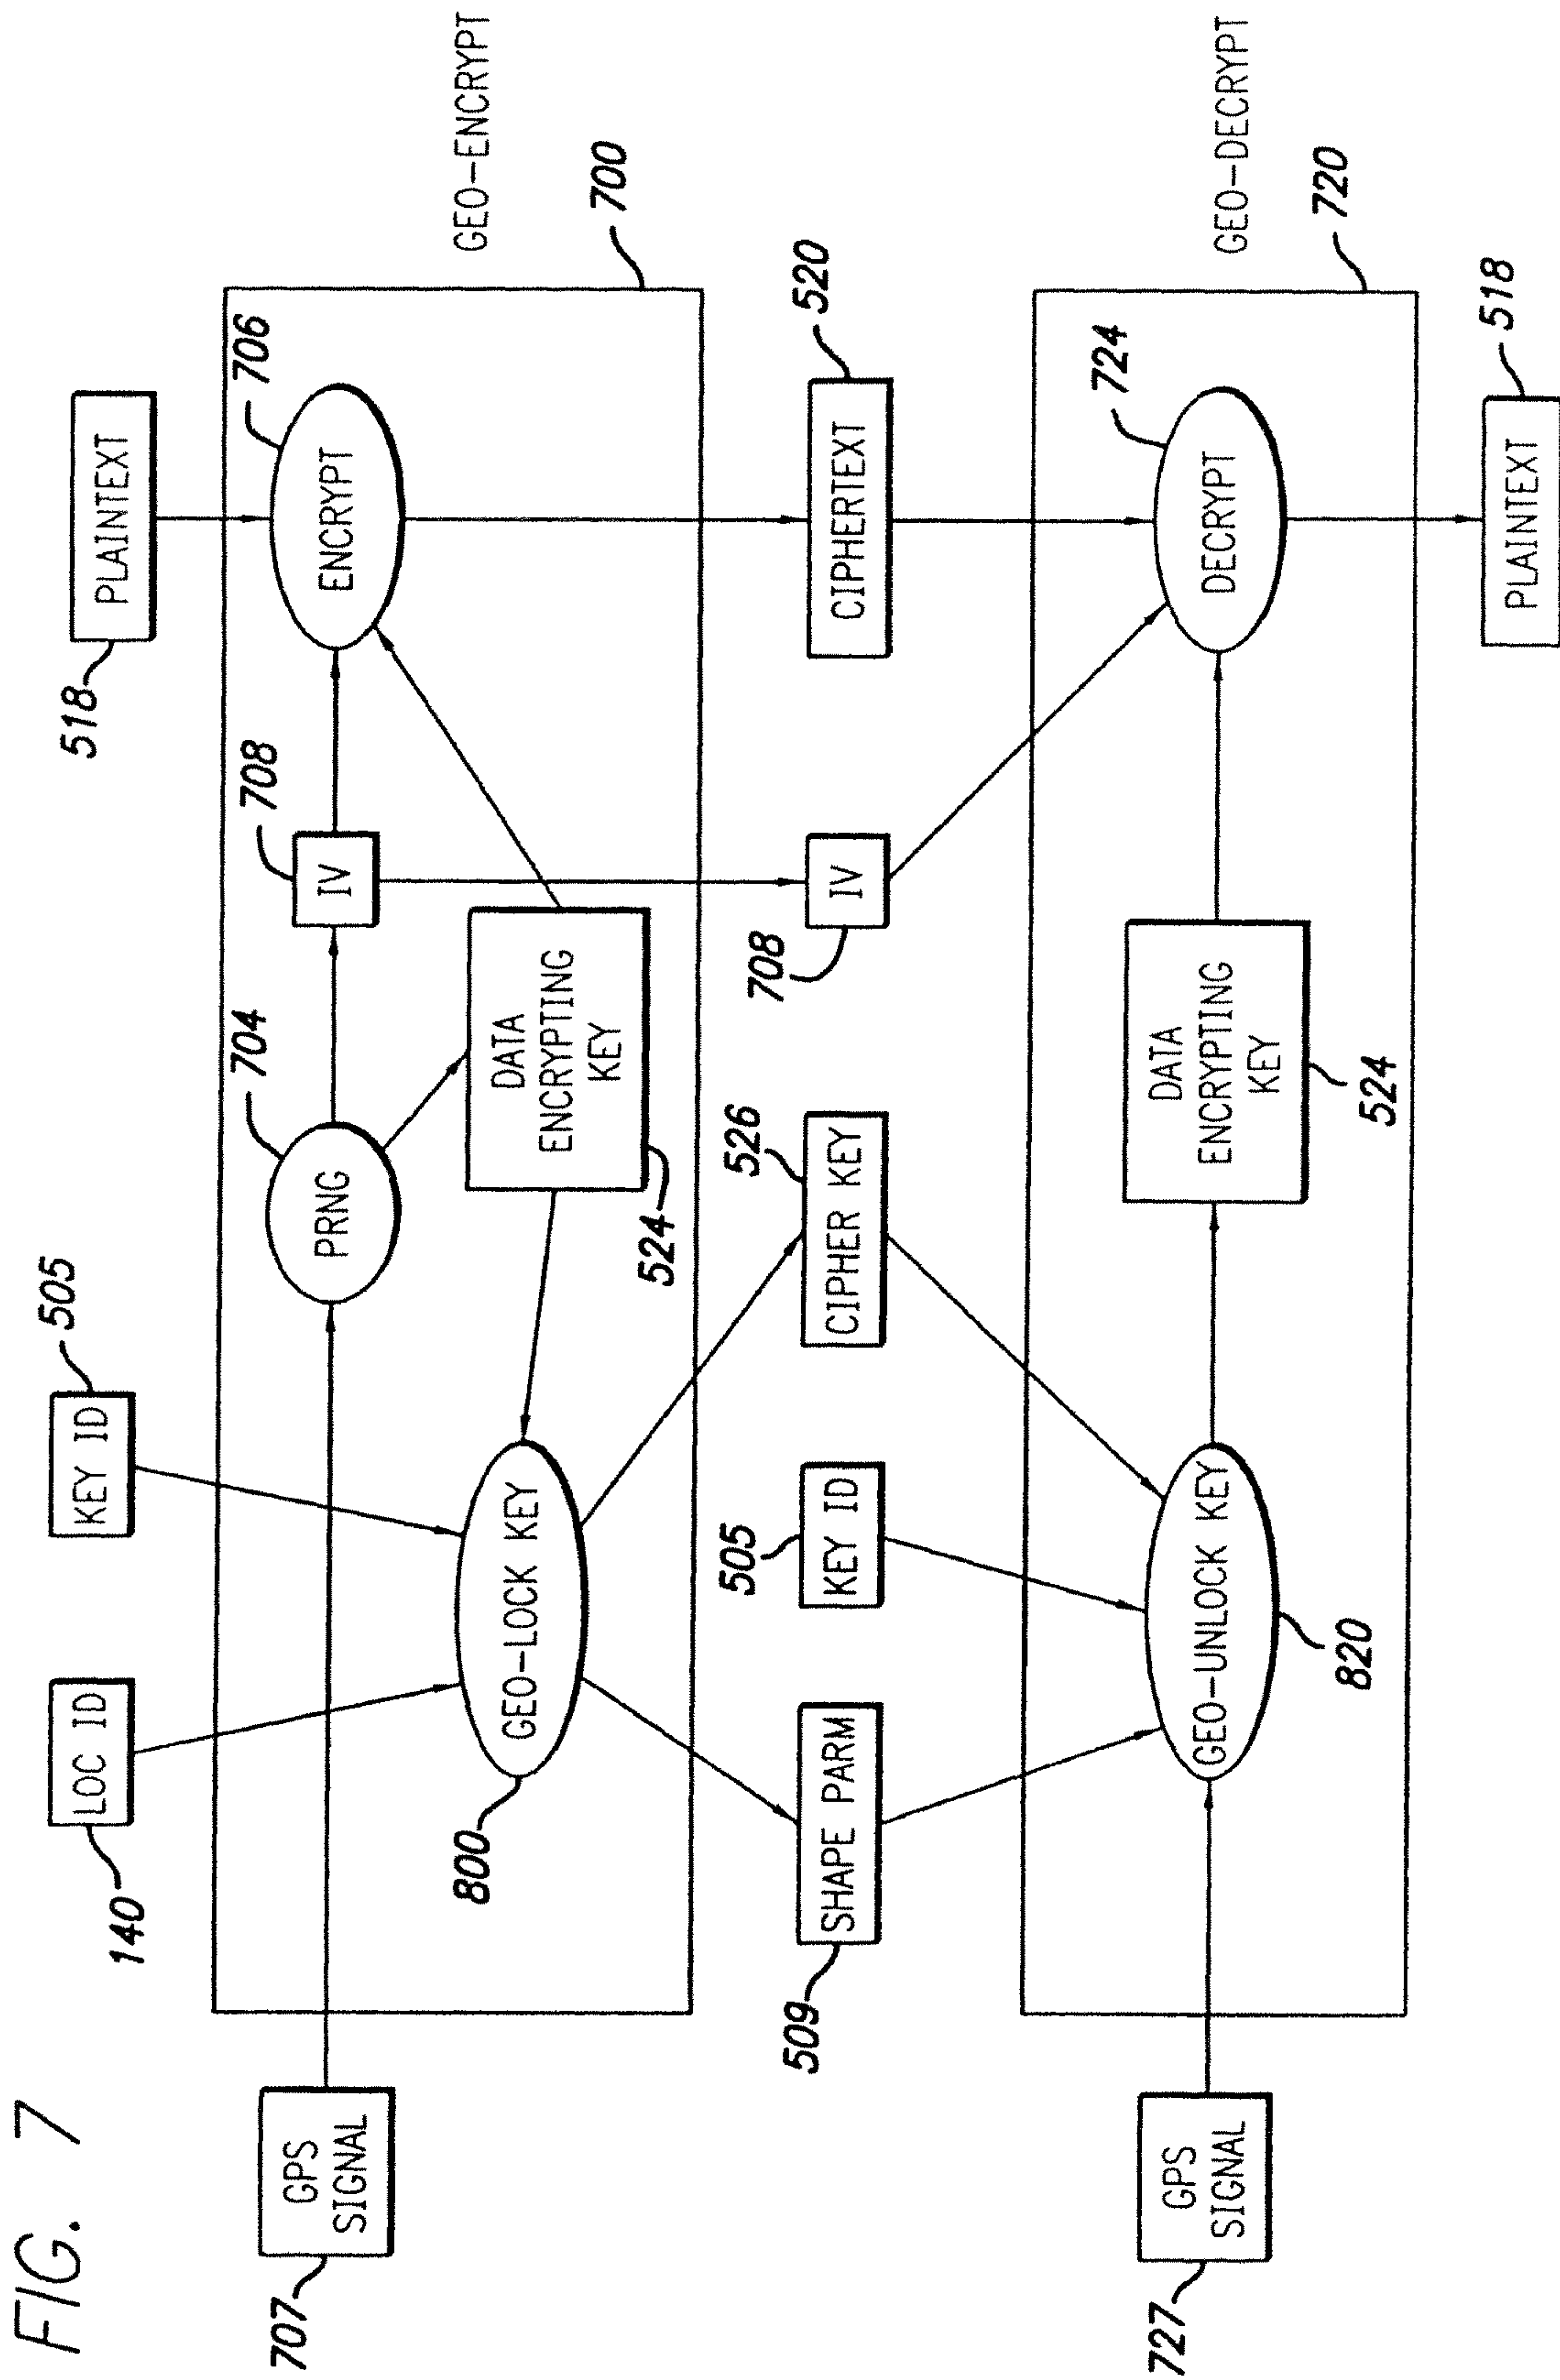 FIG. 7
LOC ID
140
KEY ID
505
PLAINTEXT
518
GPS
SIGNAL
707
PRNG
704
IV
708
ENCRYPT
706
GEO-LOCK KEY
800
DATA
ENCRYPTING
KEY
524
GEO-ENCRYPT
700
SHAPE PARM
509
KEY ID
505
CIPHER KEY
526
IV
708
CIPHERTEXT
520
GPS
SIGNAL
727
GEO-UNLOCK KEY
820
DATA
ENCRYPTING
KEY
524
DECRYPT
724
GEO-DECRYPT
720
PLAINTEXT
518